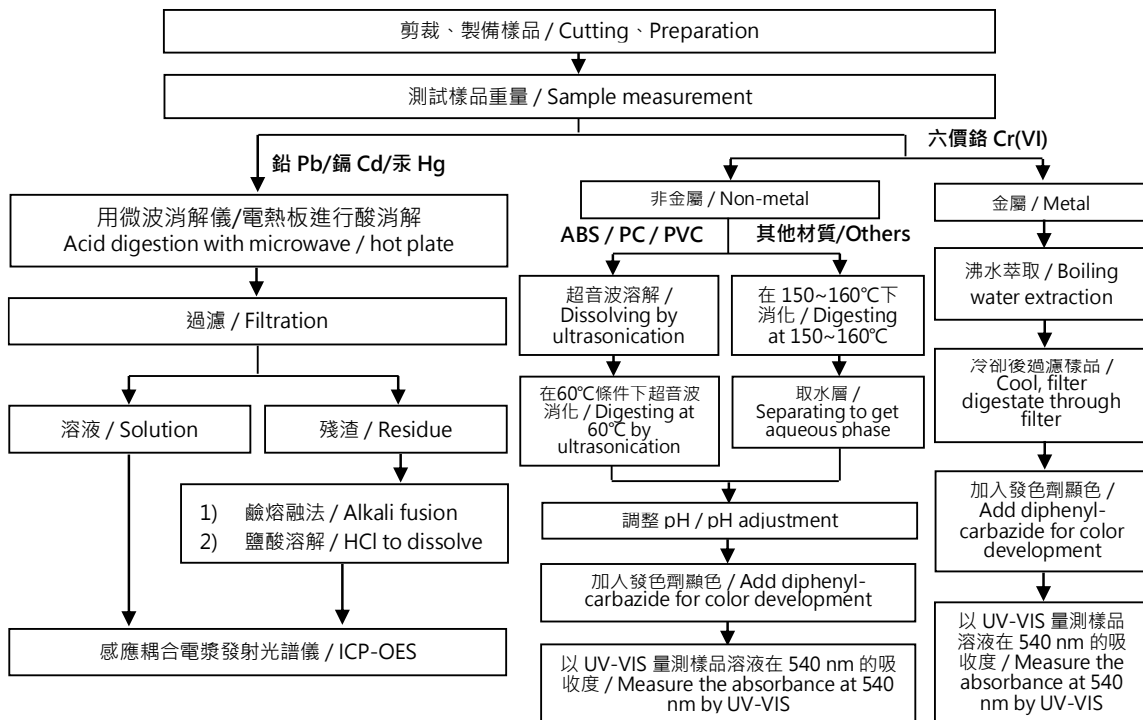 剪裁、製備樣品 / Cutting、Preparation
測試樣品重量 / Sample measurement
鉛 Pb/鎘 Cd/汞 Hg
六價鉻 Cr(VI)
用微波消解儀/電熱板進行酸消解
Acid digestion with microwave / hot plate
過濾 / Filtration
溶液 / Solution
殘渣 / Residue
1) 鹼熔融法 / Alkali fusion
2) 鹽酸溶解 / HCl to dissolve
感應耦合電漿發射光譜儀 / ICP-OES
非金屬 / Non-metal
ABS / PC / PVC
其他材質/Others
超音波溶解 /
Dissolving by
ultrasonication
在60℃條件下超音波
消化 / Digesting at
60℃ by
ultrasonication
在 150~160℃下
消化 / Digesting
at 150~160℃
取水層 /
Separating to get
aqueous phase
調整 pH / pH adjustment
加入發色劑顯色 / Add diphenyl-
carbazide for color development
以 UV-VIS 量測樣品溶液在 540 nm 的吸
收度 / Measure the absorbance at 540
nm by UV-VIS
金屬 / Metal
沸水萃取 / Boiling
water extraction
冷卻後過濾樣品 /
Cool, filter
digestate through
filter
加入發色劑顯色 /
Add diphenyl-
carbazide for color
development
以 UV-VIS 量測樣品
溶液在 540 nm 的吸
收度 / Measure the
absorbance at 540
nm by UV-VIS